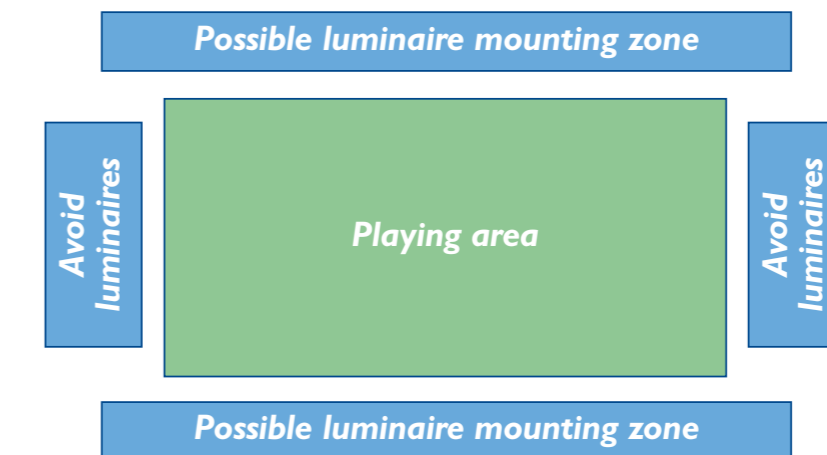 Possible luminaire mounting zone
Avoid
luminaires
Playing area
Avoid
luminaires
Possible luminaire mounting zone